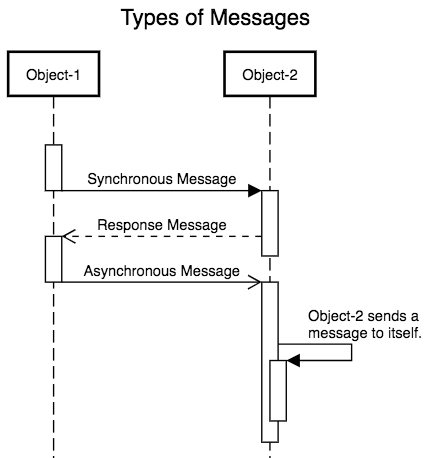 Types of Messages
Object-1
Object-2
Synchronous Message
Response Message
Asynchronous Message
Object-2 sends a
message to itself.